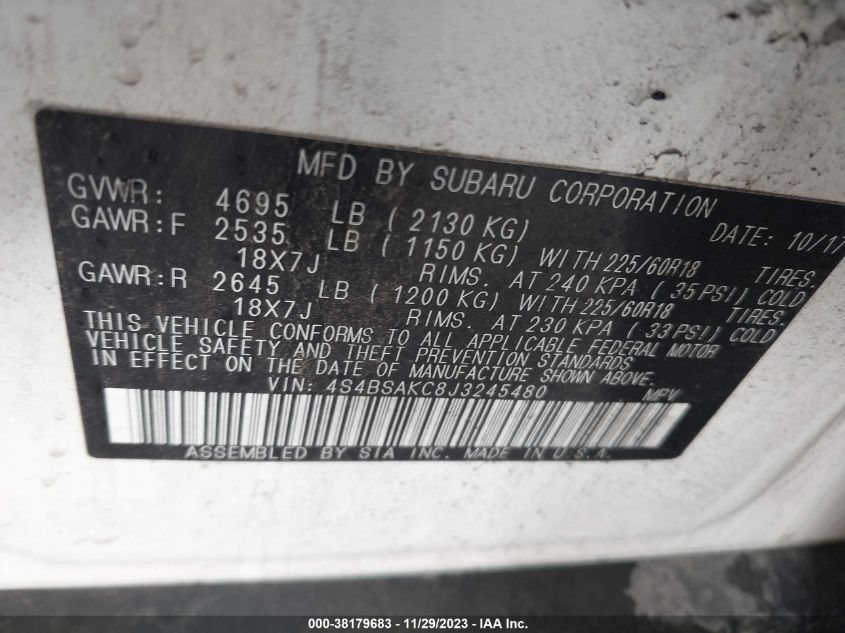 MFD BY SUBARU CORPORATION DATE: 10/17
GVWR: 4695 LB ( 2130 KG)
GAWR:F 2535 LB ( 1150 KG) WITH 225/60R18 TIRES.
18X7J RIMS. AT 240 KPA ( 35 PSI) COLD
GAWR:R 2645 LB ( 1200 KG) WITH 225/60R18 TIRES.
18X7J RIMS. AT 230 KPA ( 33 PSI) COLD
THIS VEHICLE CONFORMS TO ALL APPLICABLE FEDERAL MOTOR
VEHICLE SAFETY AND THEFT PREVENTION STANDARDS
IN EFFECT ON THE DATE OF MANUFACTURE SHOWN ABOVE.
VIN: 4S4BSAKC8J3245480 MPV
ASSEMBLED BY SIA INC. MADE IN U.S.A.
000-38179683 - 11/29/2023 - IAA Inc.